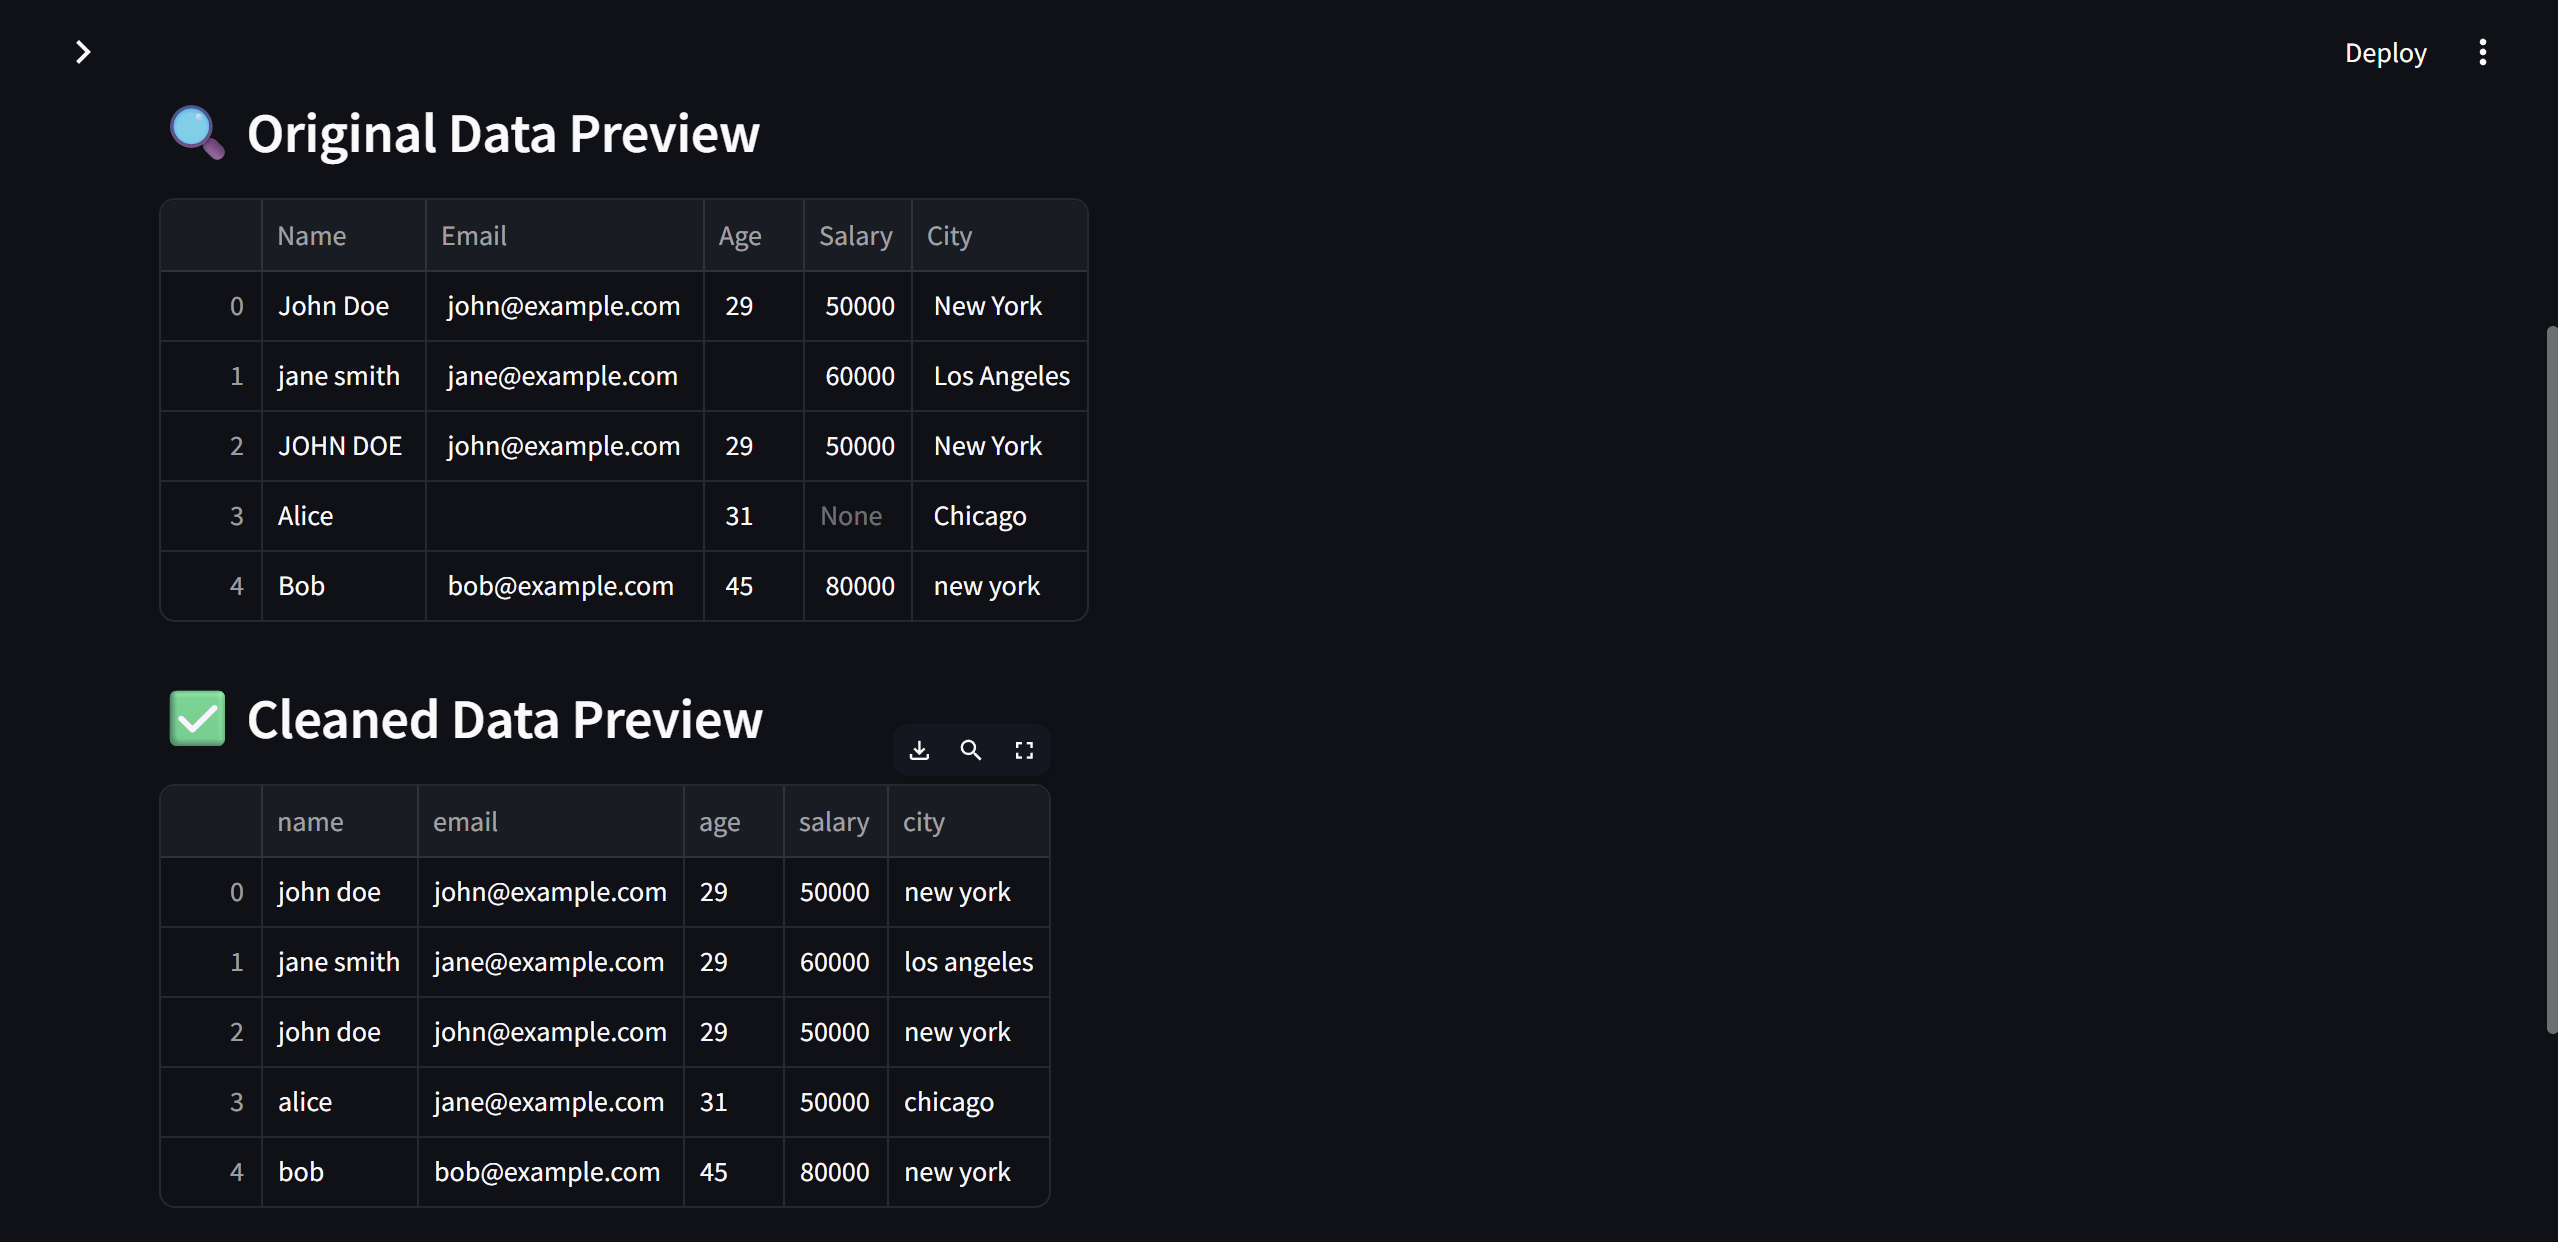 Deploy
Original Data Preview
Name Email Age Salary City
0 John Doe john@example.com 29 50000 New York
1 jane smith jane@example.com 60000 Los Angeles
2 JOHN DOE john@example.com 29 50000 New York
3 Alice 31 None Chicago
4 Bob bob@example.com 45 80000 new york
Cleaned Data Preview
name email age salary city
0 john doe john@example.com 29 50000 new york
1 jane smith jane@example.com 29 60000 los angeles
2 john doe john@example.com 29 50000 new york
3 alice jane@example.com 31 50000 chicago
4 bob bob@example.com 45 80000 new york